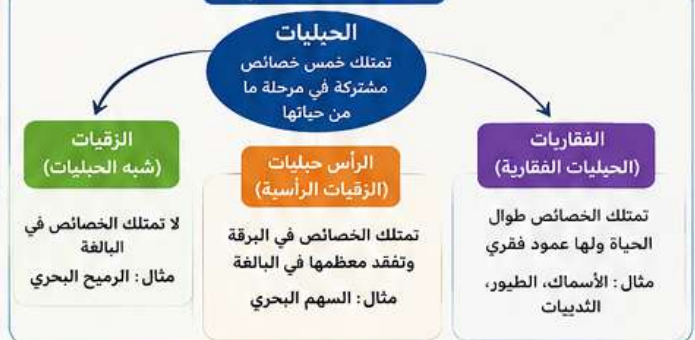 الحبليات
تمتلك خمس خصائص
مشتركة في مرحلة ما
من حياتها
الفقاريات
(الحبليات الفقارية)
تمتلك الخصائص طوال
الحياة ولها عمود فقري
مثال: الأسماك، الطيور،
الثدييات
الرأس حبليات
(الزقيات الرأسية)
تمتلك الخصائص في اليرقة
وتفقد معظمها في البالغة
مثال: السهم البحري
الزقيات
(شبه الحبليات)
لا تمتلك الخصائص في
البالغة
مثال: الرميح البحري